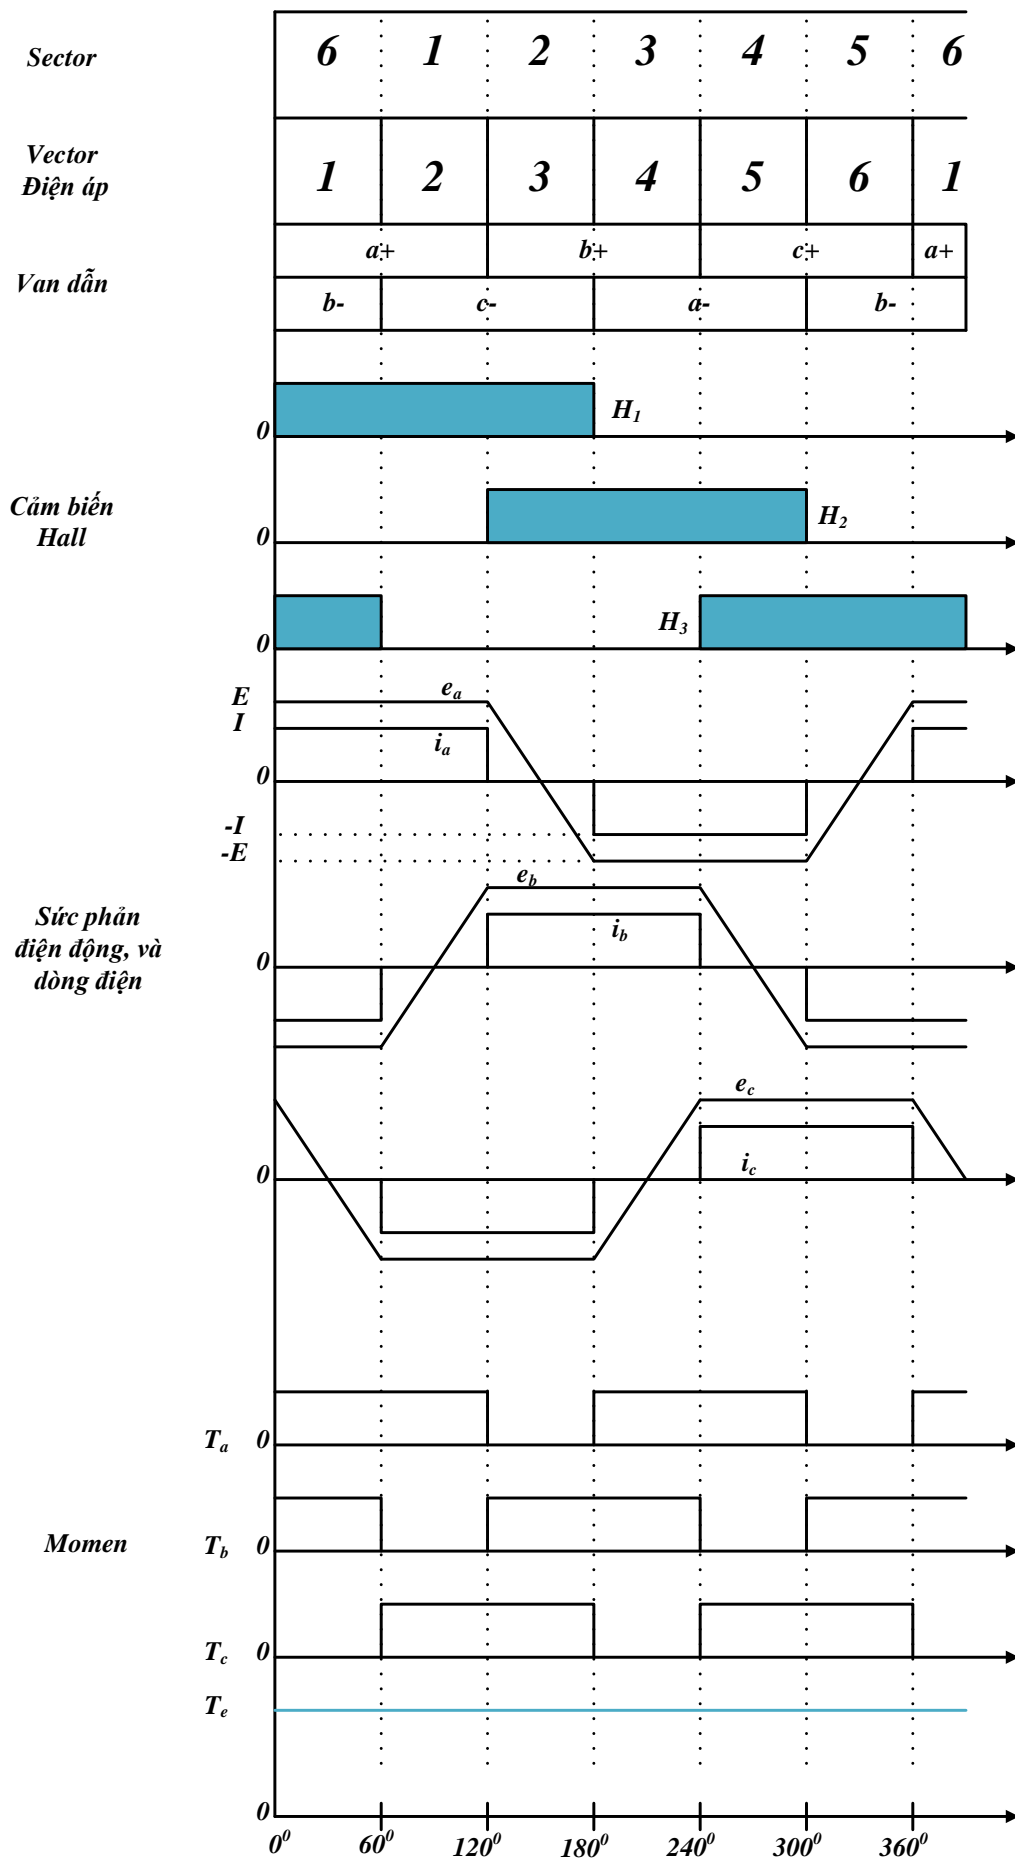 Sector
6 1 2 3 4 5 6
Vector
Điện áp
1 2 3 4 5 6 1
Van dẫn
a+ b+ c+ a+
b- c- a- b-
H1
0
Cảm biến
Hall
H2
0
H3
0
E
ea
I
ia
0
-I
-E
eb
Sức phản
điện động, và
dòng điện
ib
0
ec
ic
0
Ta 0
Momen
Tb 0
Tc 0
Te
0
0⁰ 60⁰ 120⁰ 180⁰ 240⁰ 300⁰ 360⁰